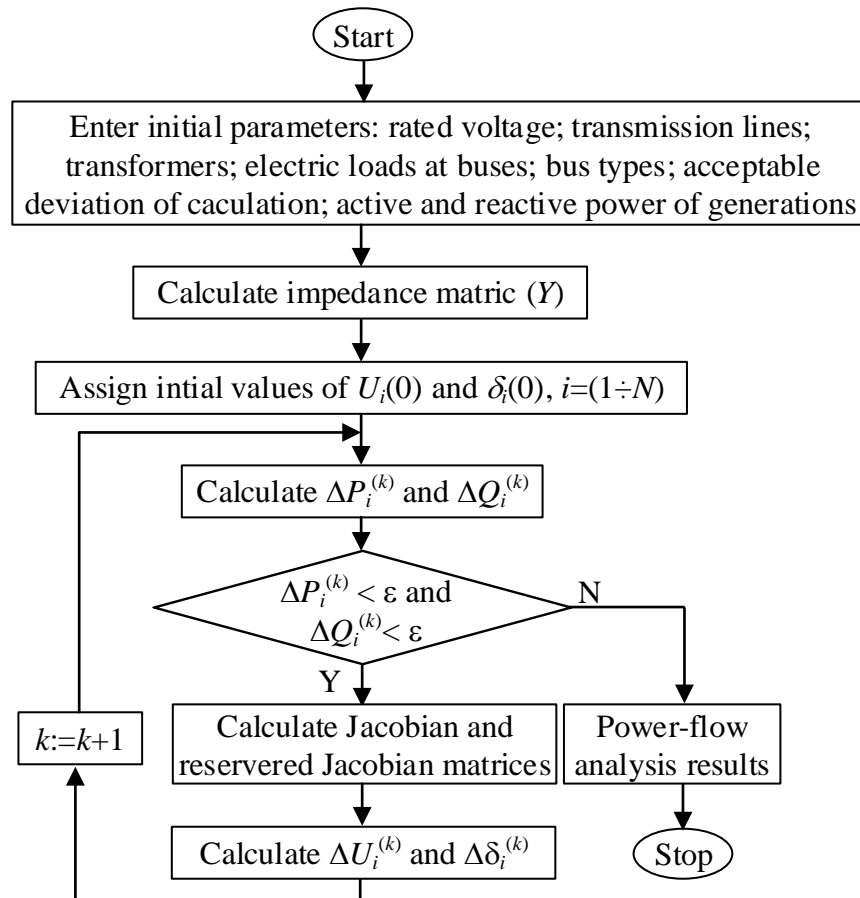 Start
Enter initial parameters: rated voltage; transmission lines;
transformers; electric loads at buses; bus types; acceptable
deviation of caculation; active and reactive power of generations
Calculate impedance matric (Y)
Assign intial values of Uᵢ(0) and δᵢ(0), i=(1÷N)
Calculate ΔPᵢ⁽ᵏ⁾ and ΔQᵢ⁽ᵏ⁾
ΔPᵢ⁽ᵏ⁾ < ε and
ΔQᵢ⁽ᵏ⁾< ε
N
Y
k:=k+1
Calculate Jacobian and
reservered Jacobian matrices
Power-flow
analysis results
Calculate ΔUᵢ⁽ᵏ⁾ and Δδᵢ⁽ᵏ⁾
Stop